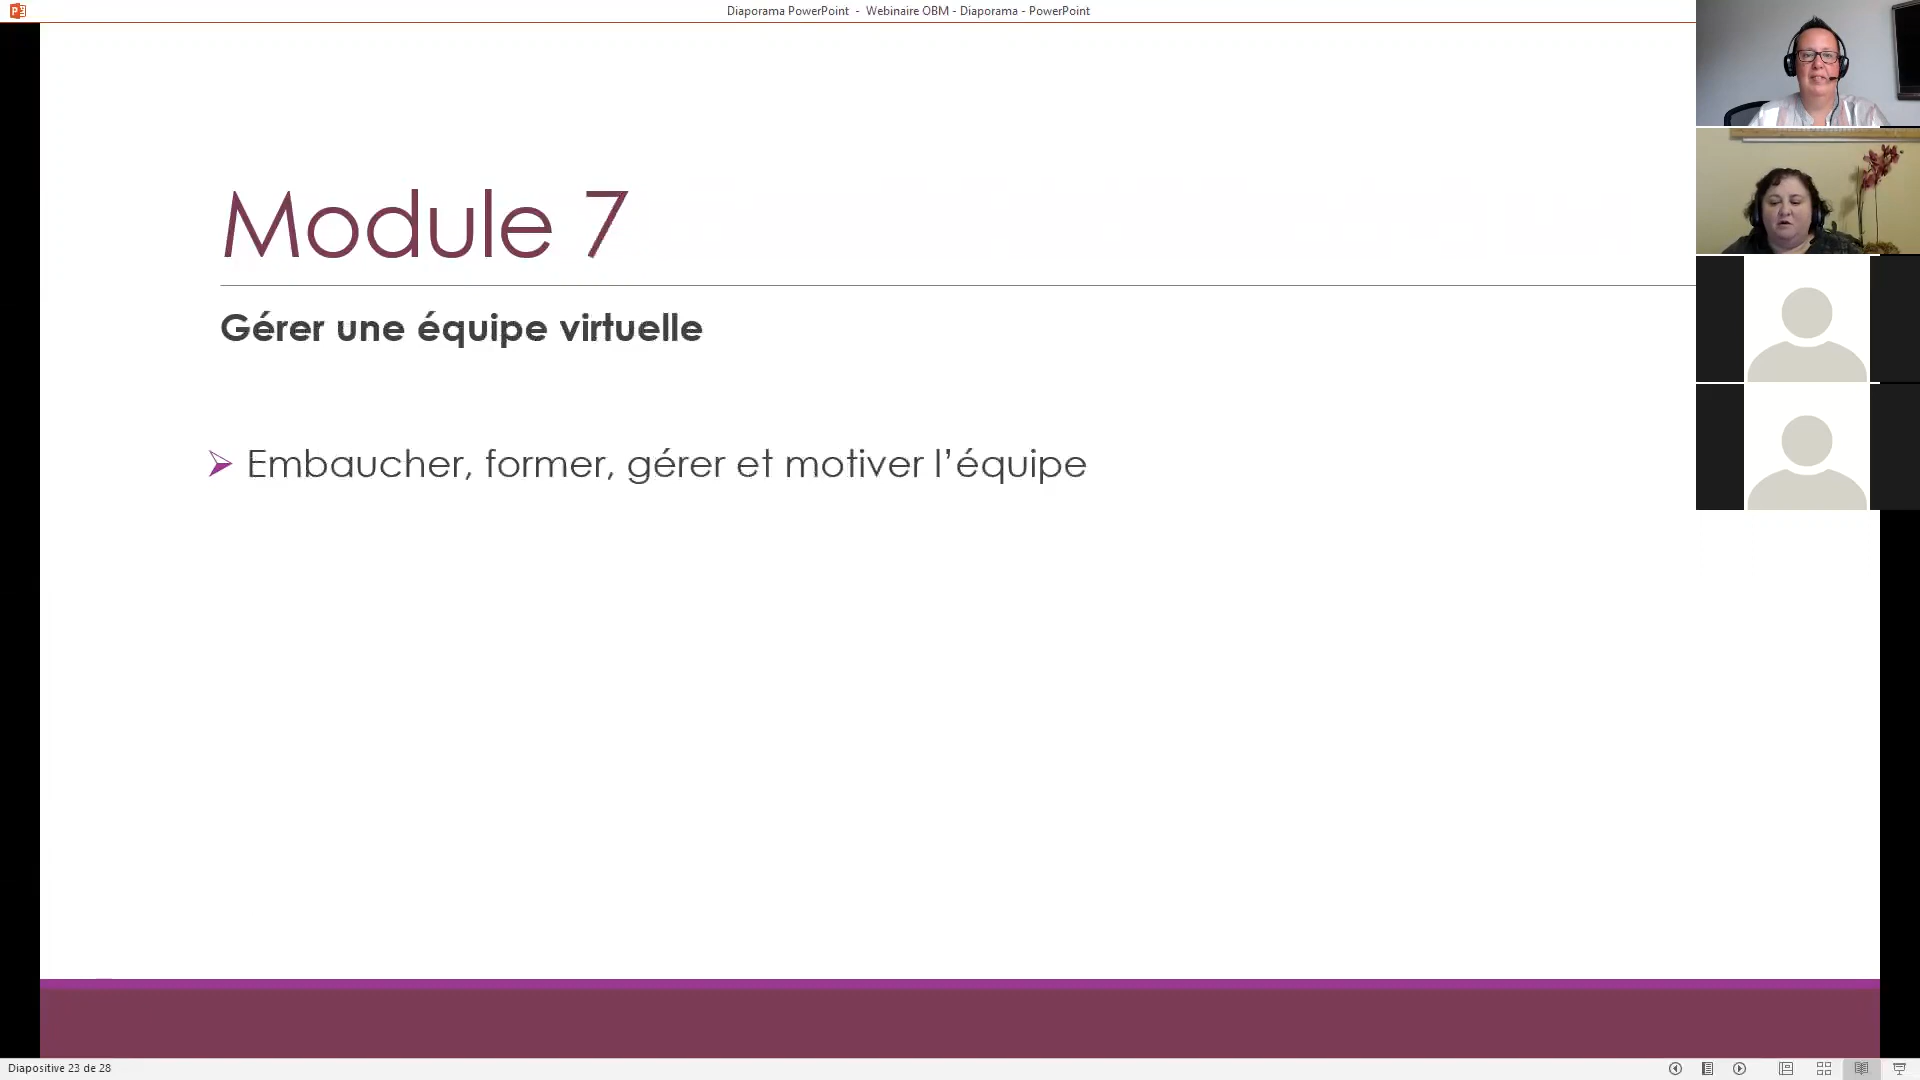 Diaporama PowerPoint - Webinaire OBM - Diaporama - PowerPoint
Module 7
Gérer une équipe virtuelle
Embaucher, former, gérer et motiver l’équipe
Diapositive 23 de 28